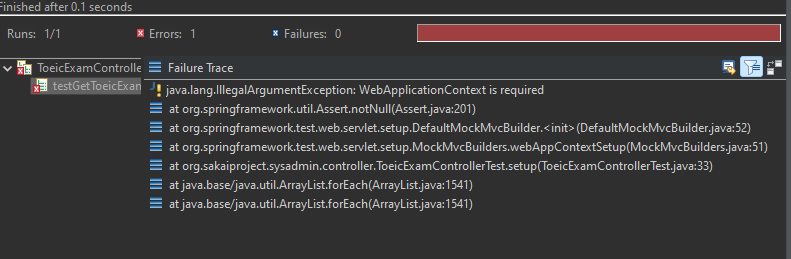 Finished after 0.1 seconds
Runs: 1/1 Errors: 1 Failures: 0
ToeicExamControlle
testGetToeicExam
Failure Trace
java.lang.IllegalArgumentException: WebApplicationContext is required
at org.springframework.util.Assert.notNull(Assert.java:201)
at org.springframework.test.web.servlet.setup.DefaultMockMvcBuilder.<init>(DefaultMockMvcBuilder.java:52)
at org.springframework.test.web.servlet.setup.MockMvcBuilders.webAppContextSetup(MockMvcBuilders.java:51)
at org.sakaiproject.sysadmin.controller.ToeicExamControllerTest.setup(ToeicExamControllerTest.java:33)
at java.base/java.util.ArrayList.forEach(ArrayList.java:1541)
at java.base/java.util.ArrayList.forEach(ArrayList.java:1541)